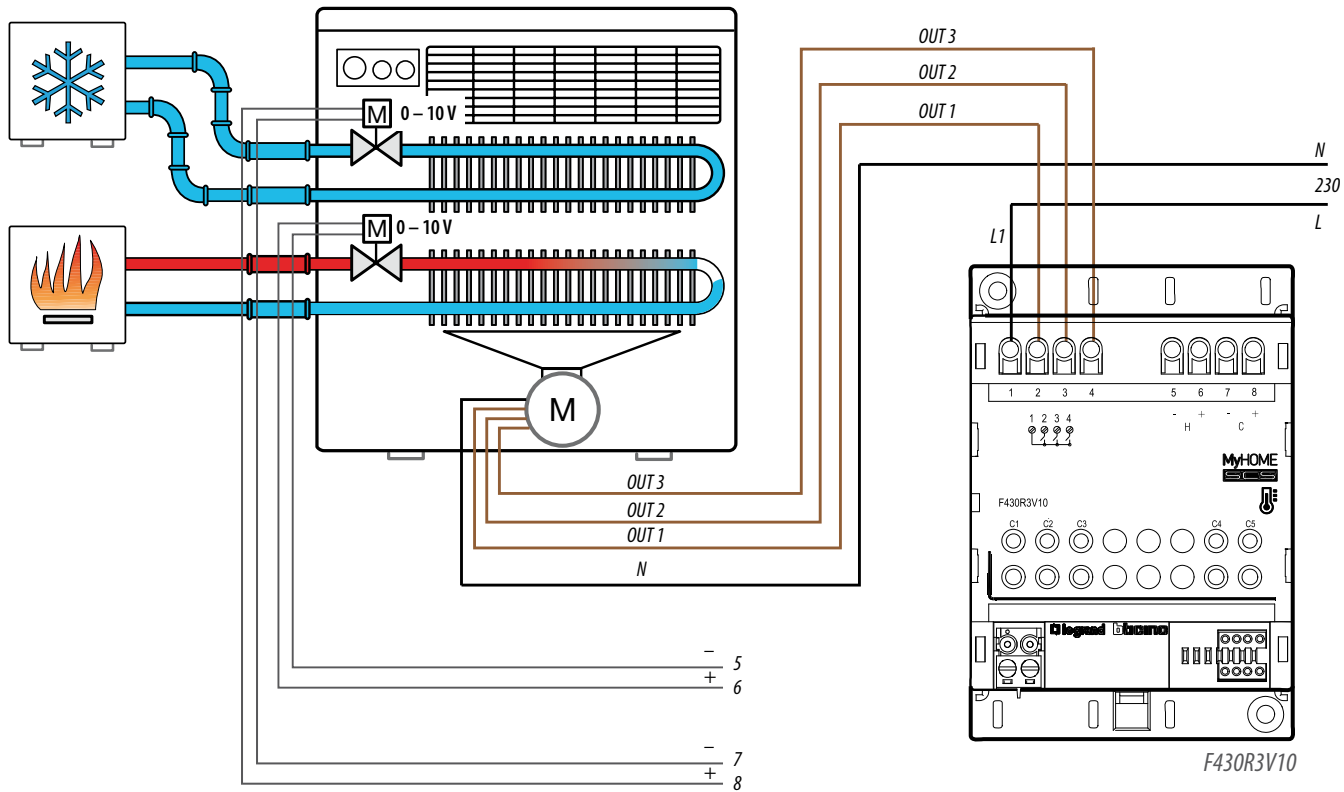 OUT 3
OUT 2
OUT 1
M 0 – 10 V
N
230
L
L1
M 0 – 10 V
M
1 2 3 4
5 6 7 8
- + - +
H C
1 2 3 4
MyHOME
SCS
F430R3V10
C1 C2 C3 C4 C5
OUT 3
OUT 2
OUT 1
N
legrand bticino
– 5
+ 6
– 7
+ 8
F430R3V10